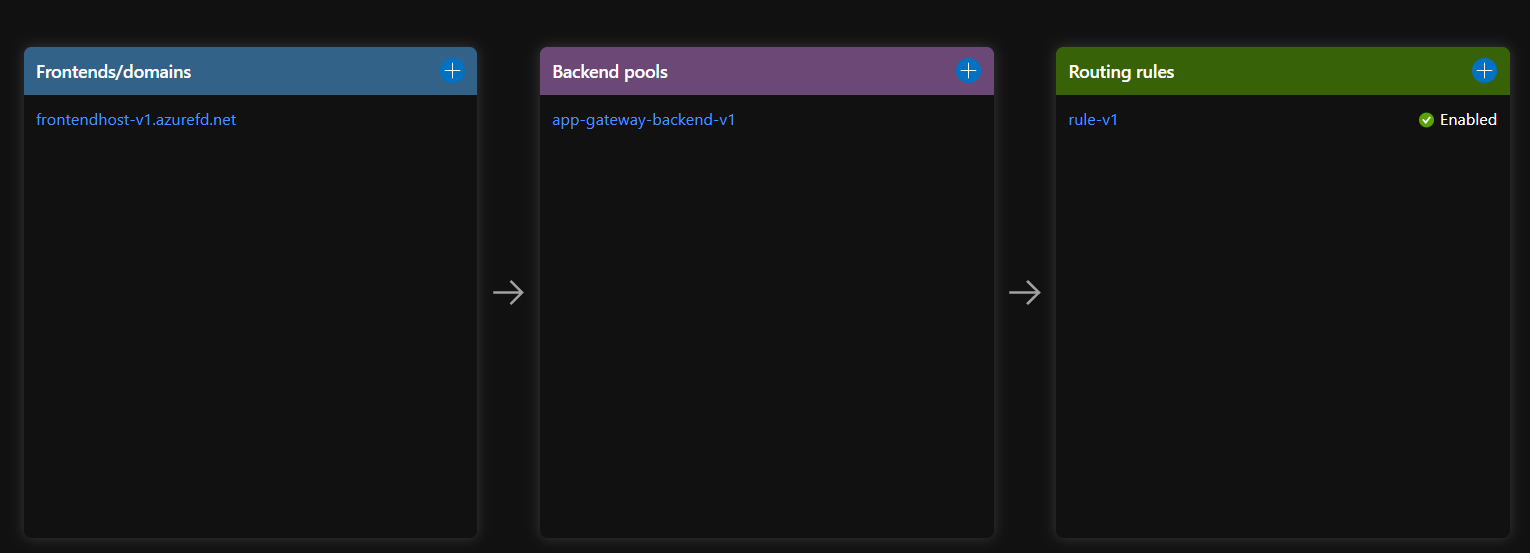 Frontends/domains
frontendhost-v1.azurefd.net
Backend pools
app-gateway-backend-v1
Routing rules
rule-v1 Enabled